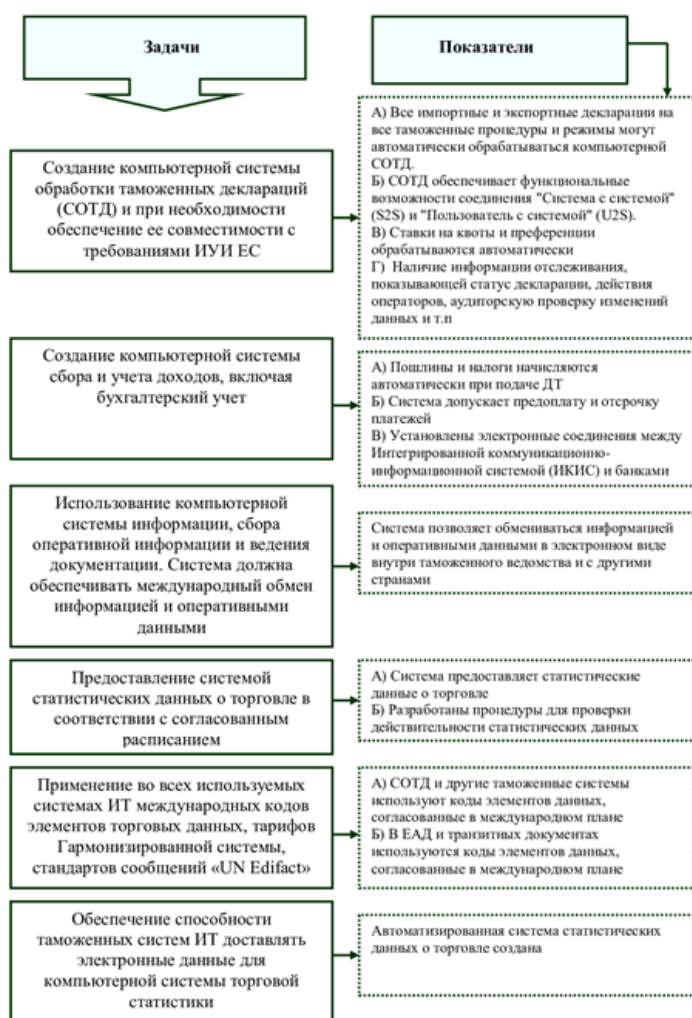 Задачи
Показатели
Создание компьютерной системы
обработки таможенных деклараций
(СОТД) и при необходимости
обеспечение ее совместимости с
требованиями ИУИ ЕС
А) Все импортные и экспортные декларации на
все таможенные процедуры и режимы могут
автоматически обрабатываться компьютерной
СОТД.
Б) СОТД обеспечивает функциональные
возможности соединения "Система с системой"
(S2S) и "Пользователь с системой" (U2S).
В) Ставки на квоты и преференции
обрабатываются автоматически
Г) Наличие информации отслеживания,
показывающей статус декларации, действия
операторов, аудиторскую проверку изменений
данных и т.п
Создание компьютерной системы
сбора и учета доходов, включая
бухгалтерский учет
А) Пошлины и налоги начисляются
автоматически при подаче ДТ
Б) Система допускает предоплату и отсрочку
платежей
В) Установлены электронные соединения между
Интегрированной коммуникационно-
информационной системой (ИКИС) и банками
Использование компьютерной
системы информации, сбора
оперативной информации и ведения
документации. Система должна
обеспечивать международный обмен
информацией и оперативными
данными
Система позволяет обмениваться информацией
и оперативными данными в электронном виде
внутри таможенного ведомства и с другими
странами
Предоставление системой
статистических данных о торговле в
соответствии с согласованным
расписанием
А) Система предоставляет статистические
данные о торговле
Б) Разработаны процедуры для проверки
действительности статистических данных
Применение во всех используемых
системах ИТ международных кодов
элементов торговых данных, тарифов
Гармонизированной системы,
стандартов сообщений «UN Edifact»
А) СОТД и другие таможенные системы
используют коды элементов данных,
согласованные в международном плане
Б) В ЕАД и транзитных документах
используются коды элементов данных,
согласованные в международном плане
Обеспечение способности
таможенных систем ИТ доставлять
электронные данные для
компьютерной системы торговой
статистики
Автоматизированная система статистических
данных о торговле создана